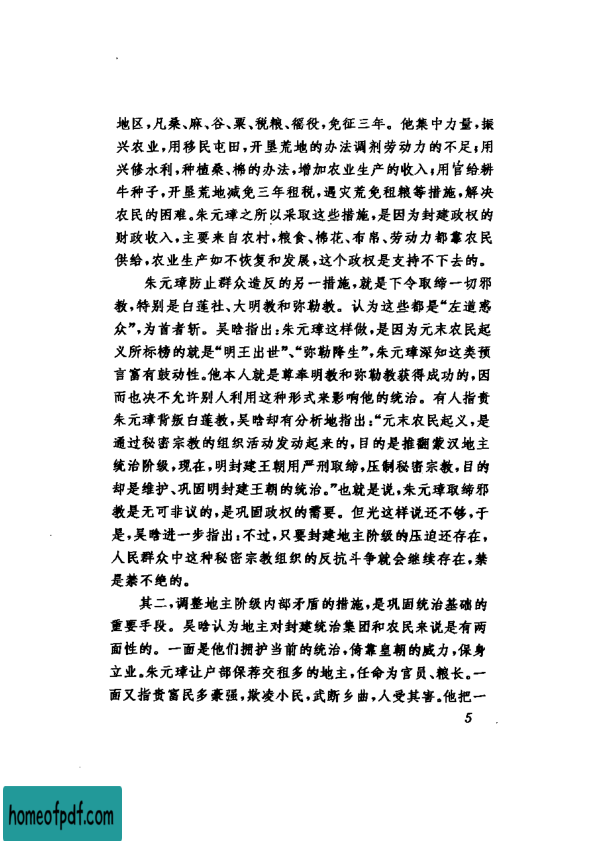 地区，凡桑、麻、谷、粟、税粮、徭役，免征三年。他集中力量，振
兴农业，用移民屯田，开垦荒地的办法调剂劳动力的不足；用
兴修水利，种植桑、棉的办法，增加农业生产的收入；用官给耕
牛种子，开垦荒地减免三年租税，遇灾荒免租粮等措施，解决
农民的困难。朱元璋之所以采取这些措施，是因为封建政权的
财政收入，主要来自农村，粮食、棉花、布帛、劳动力都靠农民
供给，农业生产如不恢复和发展，这个政权是支持不下去的。
朱元璋防止群众造反的另一措施，就是下令取缔一切邪
教，特别是白莲社、大明教和弥勒教。认为这些都是“左道惑
众”，为首者斩。吴晗指出：朱元璋这样做，是因为元末农民起
义所标榜的就是“明王出世”、“弥勒降生”，朱元璋深知这类预
言富有鼓动性。他本人就是尊奉明教和弥勒教获得成功的，因
而也决不允许别人利用这种形式来影响他的统治。有人指责
朱元璋背叛白莲教，吴晗却有分析地指出：“元末农民起义，是
通过秘密宗教的组织活动发动起来的，目的是推翻蒙汉地主
统治阶级，现在，明封建王朝用严刑取缔，压制秘密宗教，目的
却是维护、巩固明封建王朝的统治。”也就是说，朱元璋取缔邪
教是无可非议的，是巩固政权的需要。但光这样说还不够，于
是，吴晗进一步指出：不过，只要封建地主阶级的压迫还存在，
人民群众中这种秘密宗教组织的反抗斗争就会继续存在，禁
是禁不绝的。
其二，调整地主阶级内部矛盾的措施，是巩固统治基础的
重要手段。吴晗认为地主对封建统治集团和农民来说是有两
面性的。一面是他们拥护当前的统治，倚靠皇朝的威力，保身
立业。朱元璋让户部保荐交租多的地主，任命为官员、粮长。一
面又指责富民多豪强，欺凌小民，武断乡曲，人受其害。他把一
5
homeofpdf.com